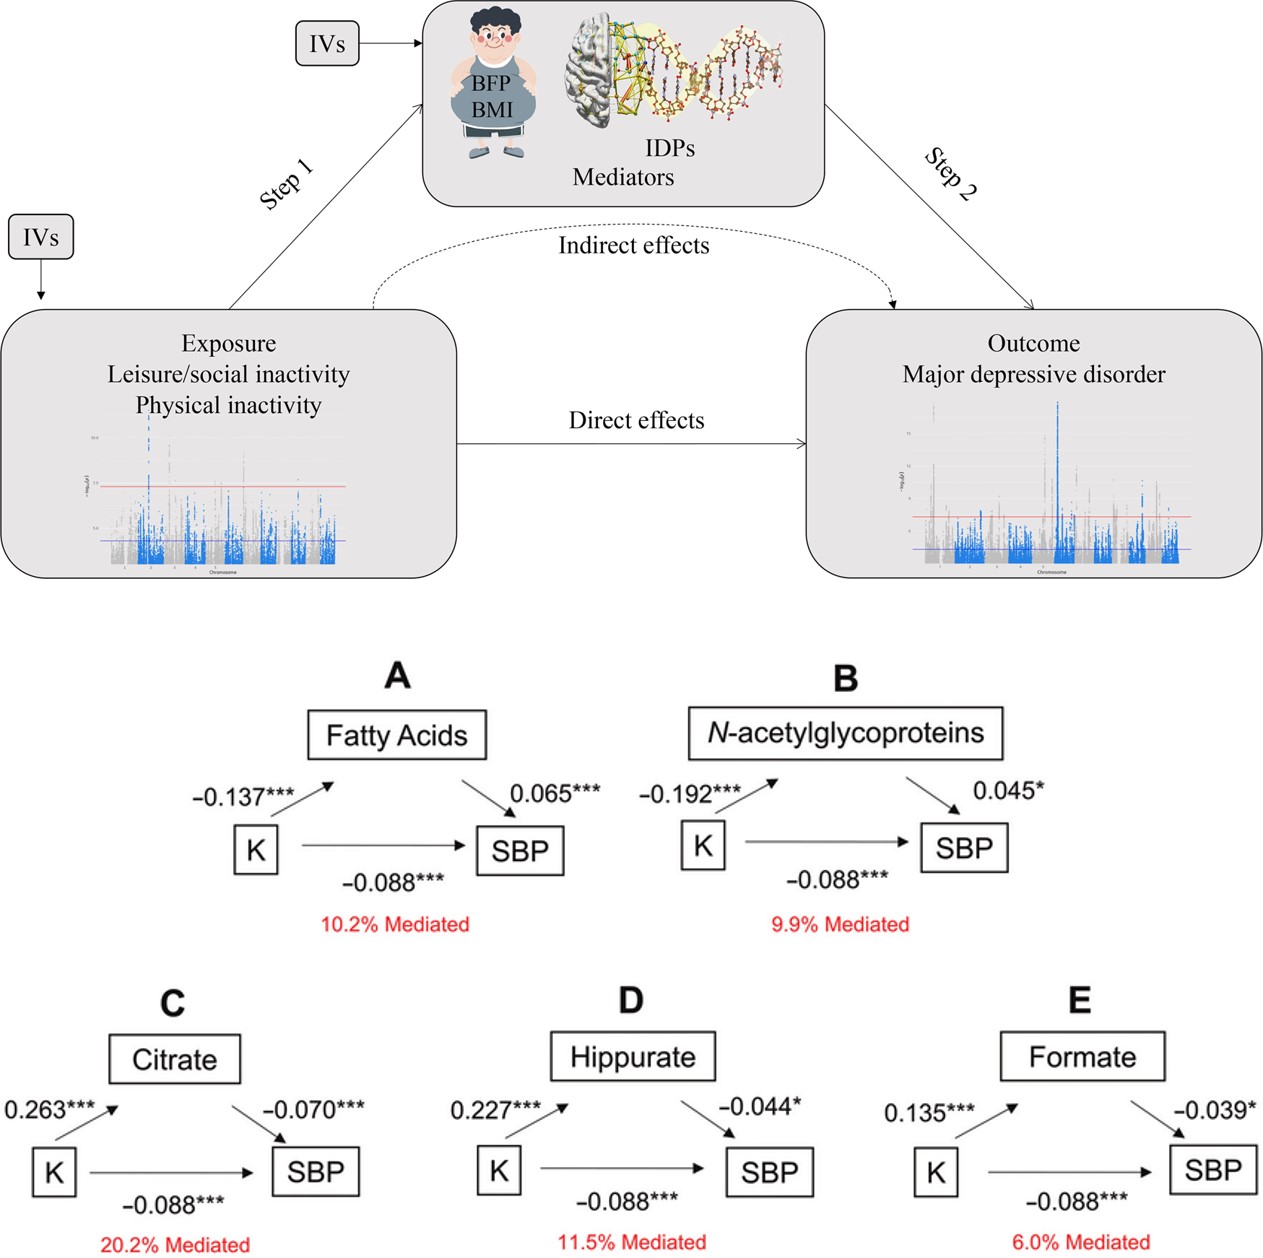 IVs
BFP
BMI
IDPs
Mediators
Step 1
Step 2
IVs
Indirect effects
Exposure
Leisure/social inactivity
Physical inactivity
Chromosome
Direct effects
Outcome
Major depressive disorder
Chromosome
A
Fatty Acids
–0.137***
0.065***
K
SBP
–0.088***
10.2% Mediated
B
N-acetylglycoproteins
–0.192***
0.045*
K
SBP
–0.088***
9.9% Mediated
C
Citrate
0.263***
–0.070***
K
SBP
–0.088***
20.2% Mediated
D
Hippurate
0.227***
–0.044*
K
SBP
–0.088***
11.5% Mediated
E
Formate
0.135***
–0.039*
K
SBP
–0.088***
6.0% Mediated